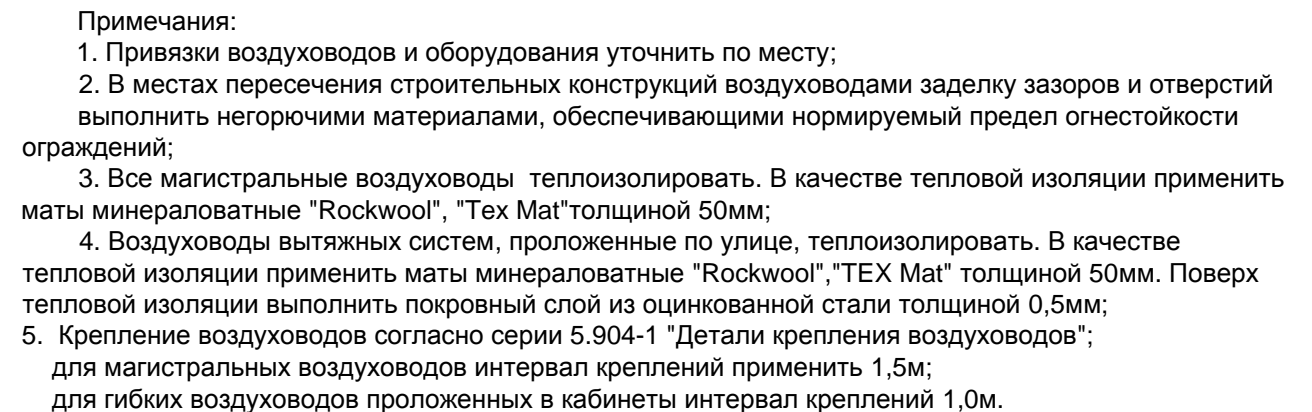 Примечания:
1. Привязки воздуховодов и оборудования уточнить по месту;
2. В местах пересечения строительных конструкций воздуховодами заделку зазоров и отверстий
выполнить негорючими материалами, обеспечивающими нормируемый предел огнестойкости
ограждений;
3. Все магистральные воздуховоды  теплоизолировать. В качестве тепловой изоляции применить
маты минераловатные "Rockwool", "Tex Mat"толщиной 50мм;
4. Воздуховоды вытяжных систем, проложенные по улице, теплоизолировать. В качестве
тепловой изоляции применить маты минераловатные "Rockwool","TEX Mat" толщиной 50мм. Поверх
тепловой изоляции выполнить покровный слой из оцинкованной стали толщиной 0,5мм;
5.  Крепление воздуховодов согласно серии 5.904-1 "Детали крепления воздуховодов";
для магистральных воздуховодов интервал креплений применить 1,5м;
для гибких воздуховодов проложенных в кабинеты интервал креплений 1,0м.